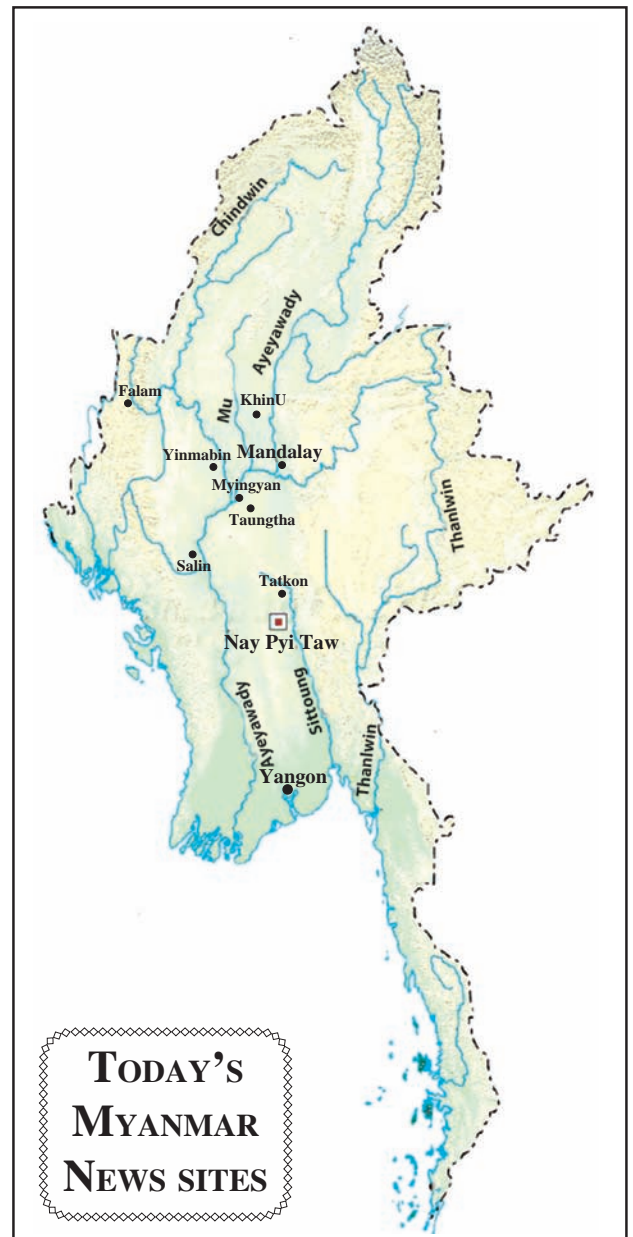 Chindwin
Ayeyawady
Falam
Mu
KhinU
Yinmabin
Mandalay
Myingyan
Taungtha
Thanlwin
Salin
Tatkon
Nay Pyi Taw
Ayeyawady
Sittoung
Thanlwin
Yangon
TODAY'S
MYANMAR
NEWS SITES